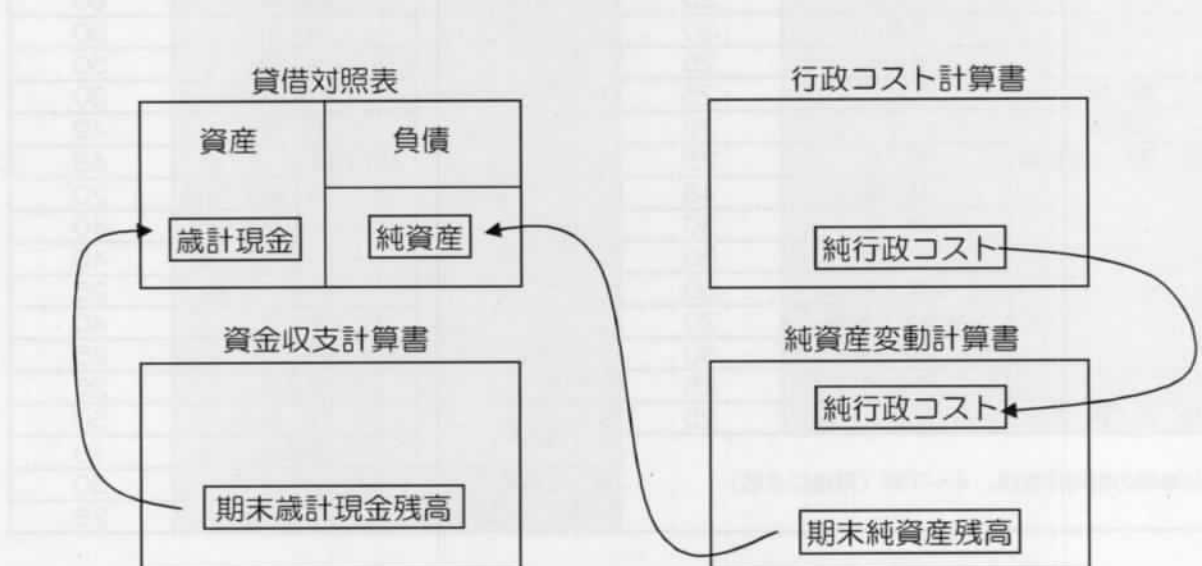 貸借対照表
資産
負債
歳計現金
純資産
行政コスト計算書
純行政コスト
資金収支計算書
期末歳計現金残高
純資産変動計算書
純行政コスト
期末純資産残高